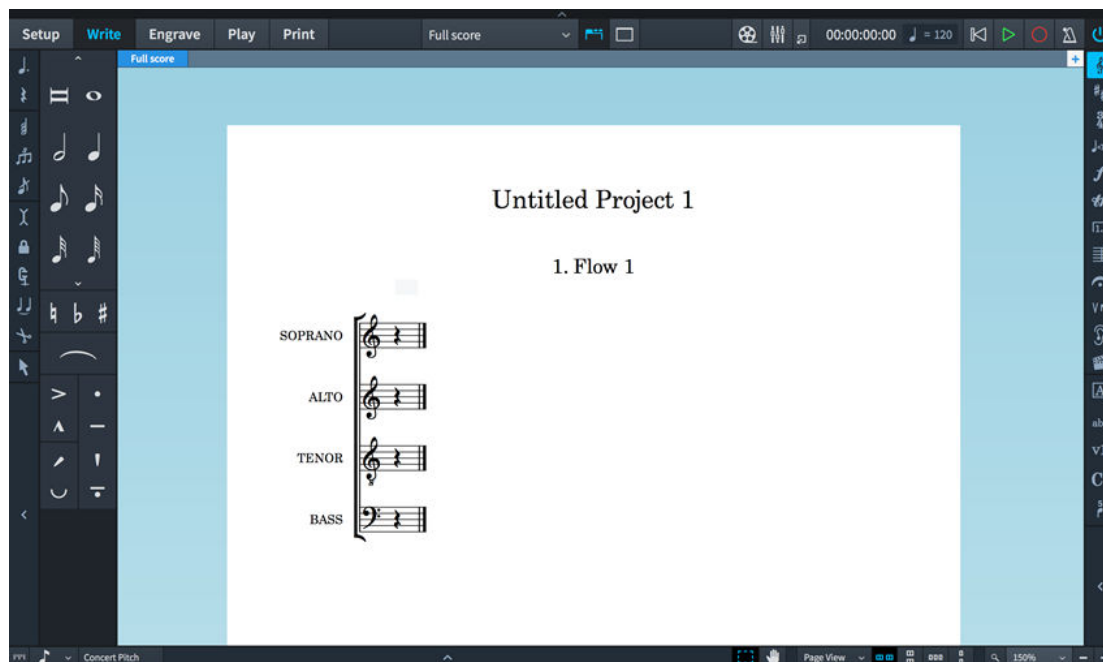 Setup Write Engrave Play Print Full score 00:00:00:00 = 120
Full score
Untitled Project 1
1. Flow 1
SOPRANO
ALTO
TENOR
BASS
Concert Pitch Page View 150%